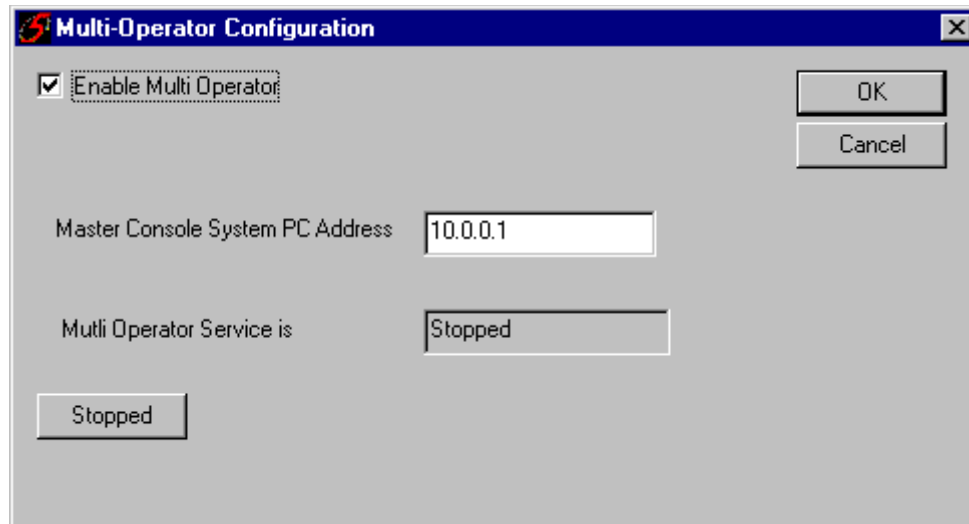 Multi-Operator Configuration
Enable Multi Operator
OK
Cancel
Master Console System PC Address
10.0.0.1
Mutli Operator Service is
Stopped
Stopped